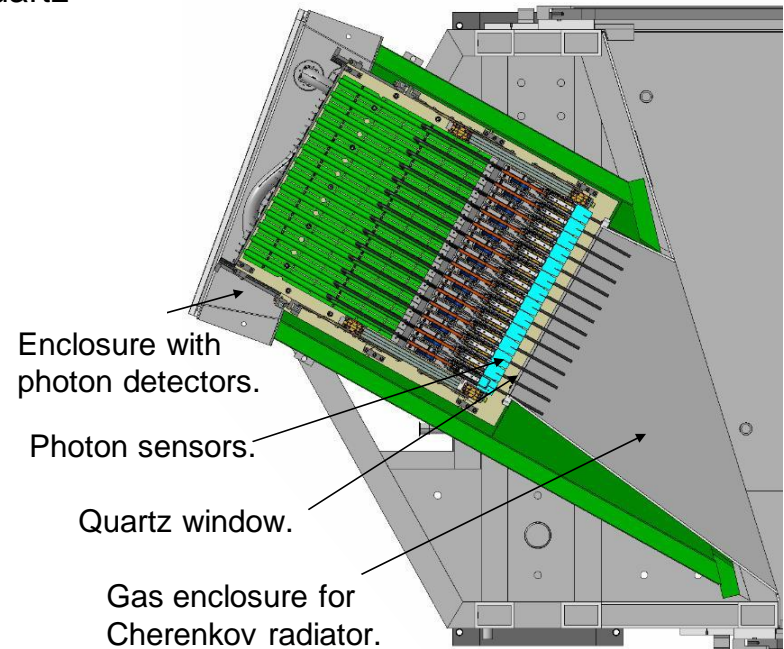 Enclosure with
photon detectors.
Photon sensors.
Quartz window.
Gas enclosure for
Cherenkov radiator.